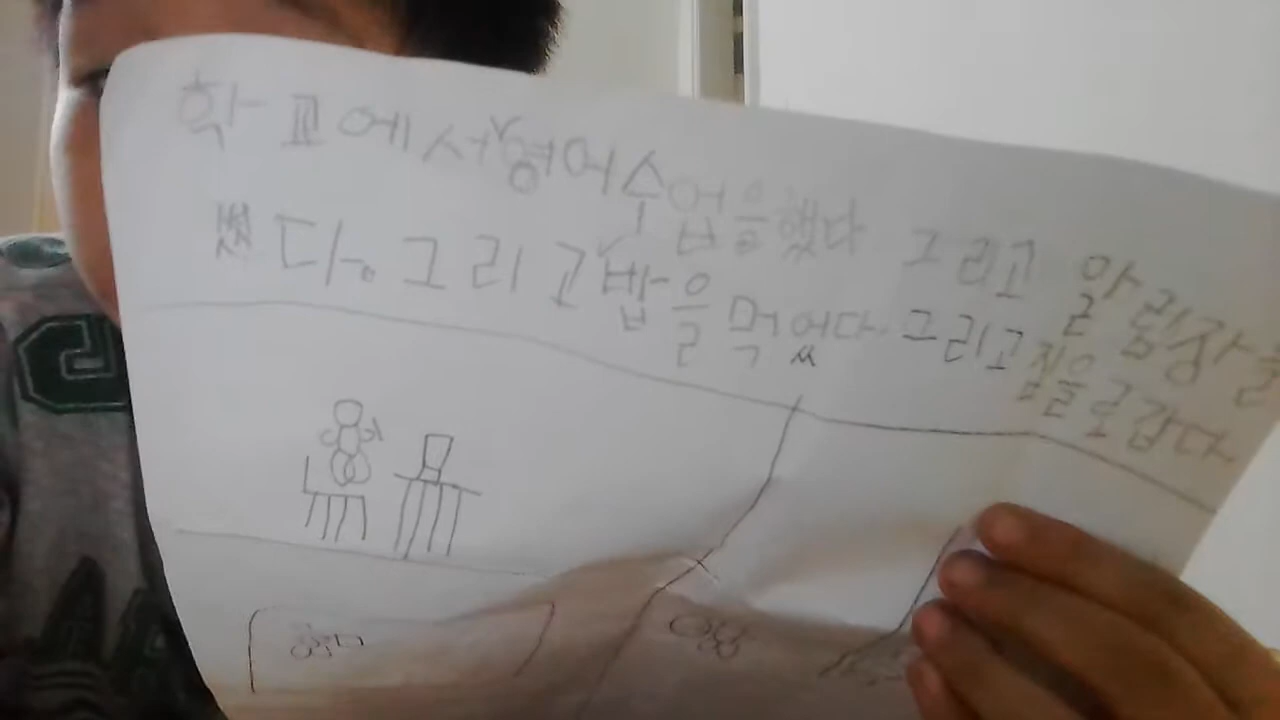 학교에서 영어수업을했다 그리고 알림장을
썼다. 그리고 밥을먹었다. 그리고 집으로갔다.